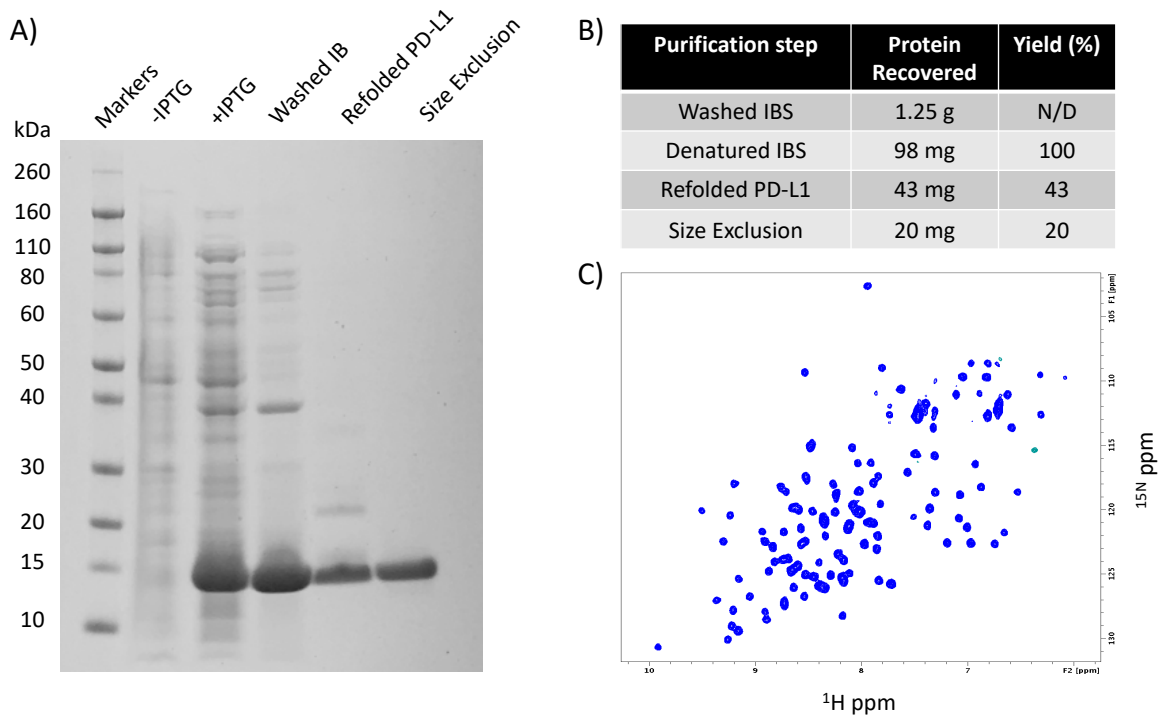 A)
Markers
-IPTG
+IPTG
Washed IB
Refolded PD-L1
Size Exclusion
kDa
260
160
110
80
60
50
40
30
20
15
10
B)
Purification step Protein Recovered Yield (%)
Washed IBS 1.25 g N/D
Denatured IBS 98 mg 100
Refolded PD-L1 43 mg 43
Size Exclusion 20 mg 20
C)
F1 [ppm]
105
110
115
120
125
130
15N ppm
10 9 8 7 F2 [ppm]
¹H ppm